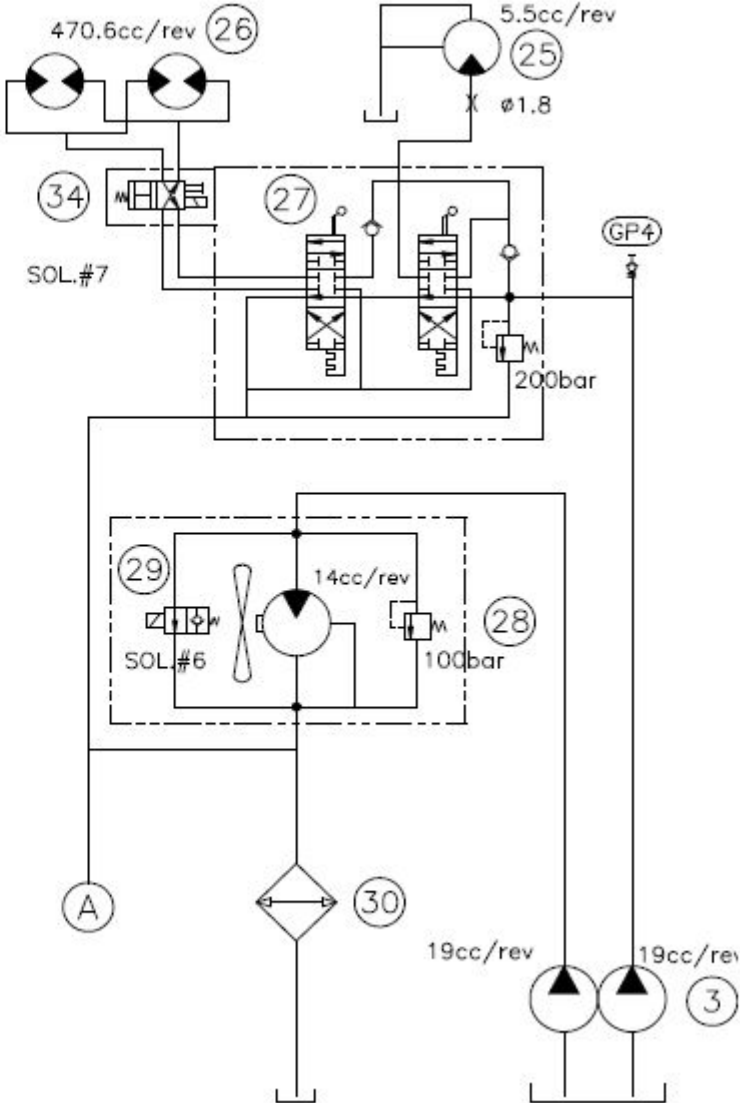 470.6cc/rev 26
5.5cc/rev
25
ø1.8
34
27
GP4
SOL.#7
200bar
29
14cc/rev
28
SOL.#6
100bar
A
30
19cc/rev
19cc/rev
3